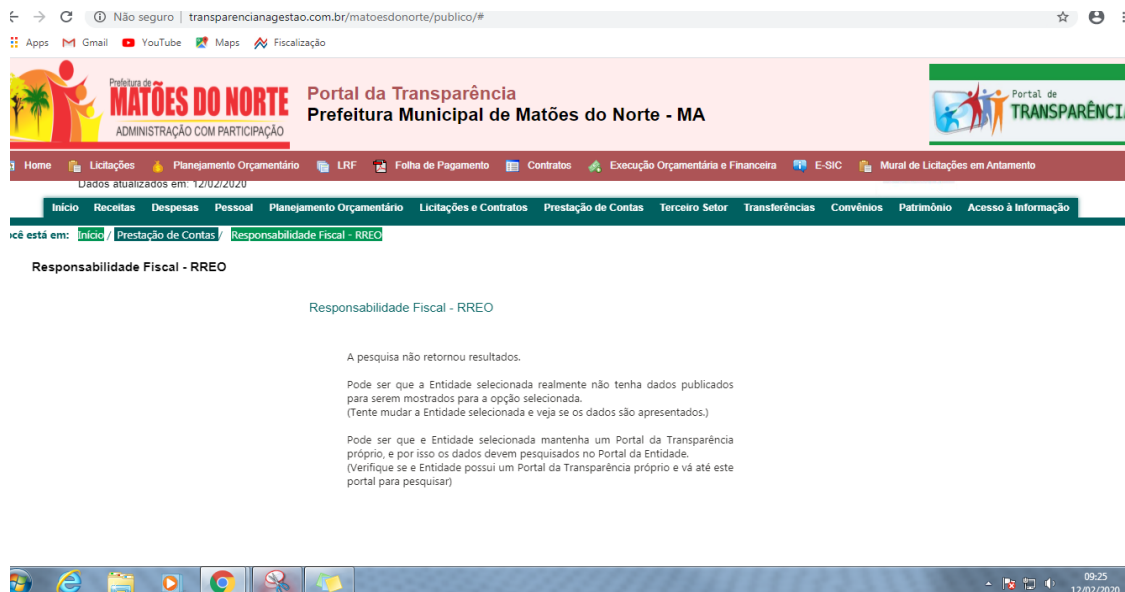 Não seguro | transparencianagestao.com.br/matoesdonorte/publico/#
Apps Gmail YouTube Maps Fiscalização
Prefeitura de
MATÕES DO NORTE
ADMINISTRAÇÃO COM PARTICIPAÇÃO
Portal da Transparência
Prefeitura Municipal de Matões do Norte - MA
Portal de
TRANSPARÊNCIA
Home Licitações Planejamento Orçamentário LRF Folha de Pagamento Contratos Execução Orçamentária e Financeira E-SIC Mural de Licitações em Antamento
Dados atualizados em: 12/02/2020
Início Receitas Despesas Pessoal Planejamento Orçamentário Licitações e Contratos Prestação de Contas Terceiro Setor Transferências Convênios Patrimônio Acesso à Informação
ocê está em: Início / Prestação de Contas / Responsabilidade Fiscal - RREO
Responsabilidade Fiscal - RREO
Responsabilidade Fiscal - RREO
A pesquisa não retornou resultados.
Pode ser que a Entidade selecionada realmente não tenha dados publicados
para serem mostrados para a opção selecionada.
(Tente mudar a Entidade selecionada e veja se os dados são apresentados.)
Pode ser que e Entidade selecionada mantenha um Portal da Transparência
próprio, e por isso os dados devem pesquisados no Portal da Entidade.
(Verifique se e Entidade possui um Portal da Transparência próprio e vá até este
portal para pesquisar)
09:25
12/02/2020